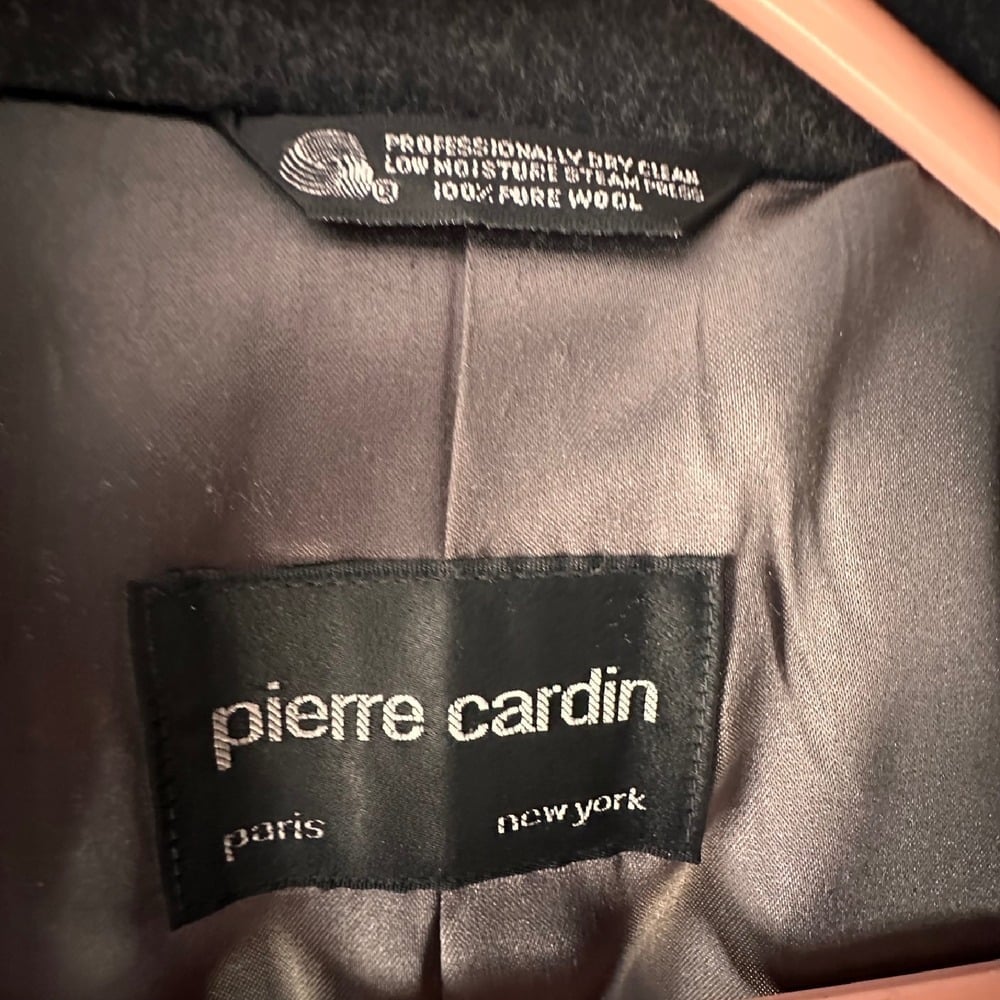 PROFESSIONALLY DRY CLEAN
LOW MOISTURE STEAM PRESS
100% PURE WOOL
pierre cardin
paris new york